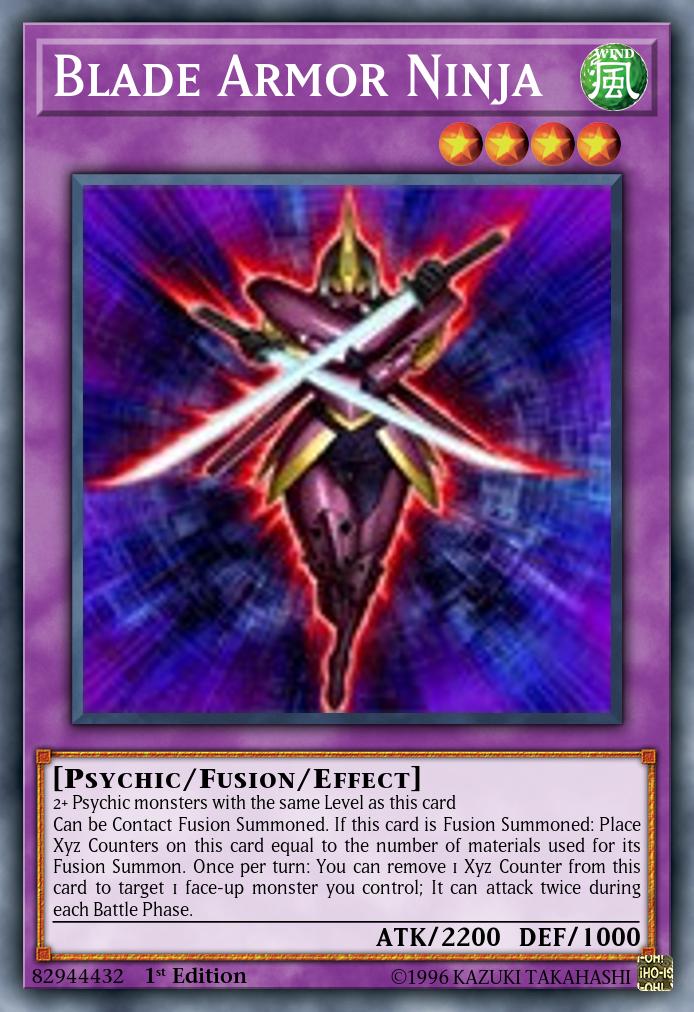 Blade Armor Ninja
WIND
風
[Psychic/Fusion/Effect]
2+ Psychic monsters with the same Level as this card
Can be Contact Fusion Summoned. If this card is Fusion Summoned: Place
Xyz Counters on this card equal to the number of materials used for its
Fusion Summon. Once per turn: You can remove 1 Xyz Counter from this
card to target 1 face-up monster you control; It can attack twice during
each Battle Phase.
ATK/2200 DEF/1000
82944432 1st Edition ©1996 KAZUKI TAKAHASHI